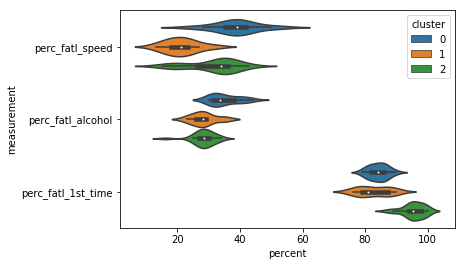 cluster
0
1
2
perc_fatl_speed
perc_fatl_alcohol
perc_fatl_1st_time
measurement
20
40
60
80
100
percent